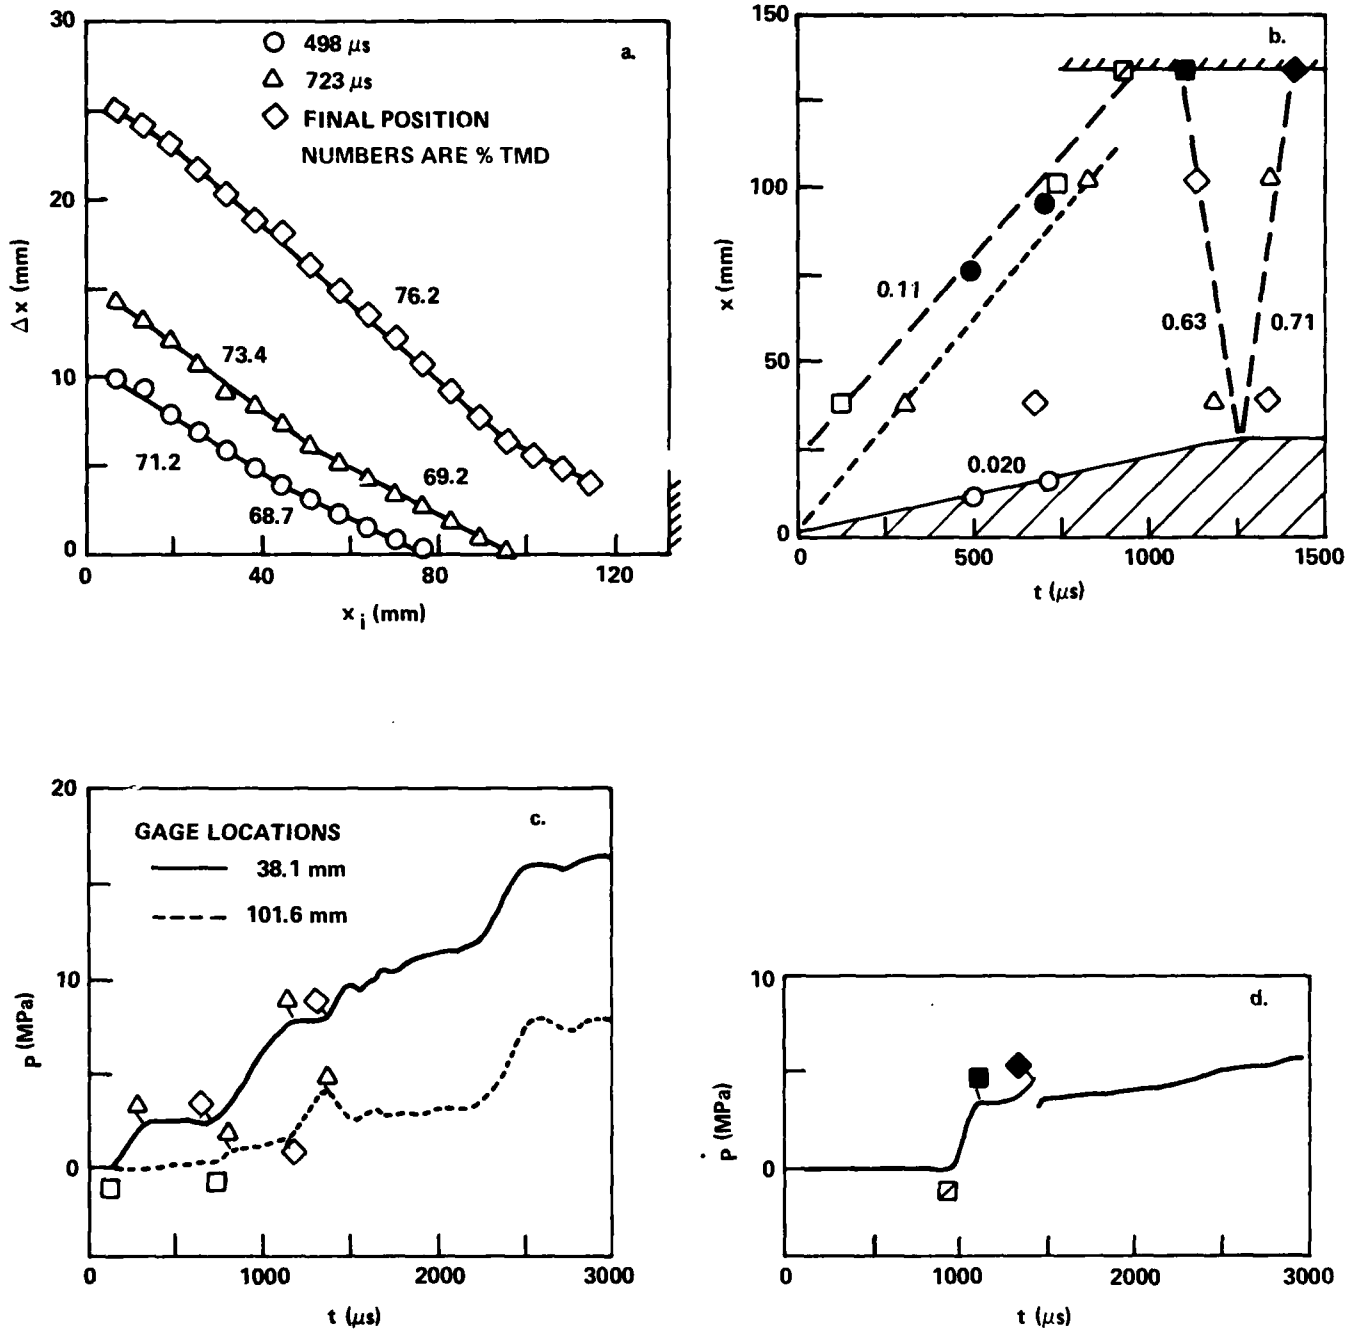 a.
30
498 μs
723 μs
FINAL POSITION
NUMBERS ARE % TMD
20
10
0
Δx (mm)
76.2
73.4
69.2
71.2
68.7
0 40 80 120
x i (mm)
b.
150
100
50
0
x (mm)
0.11
0.63
0.71
0.020
0 500 1000 1500
t (μs)
c.
20
GAGE LOCATIONS
38.1 mm
101.6 mm
10
0
P (MPa)
0 1000 2000 3000
t (μs)
d.
10
0
P (MPa)
0 1000 2000 3000
t (μs)